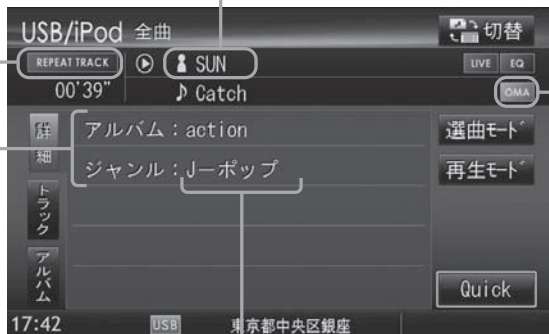 USB/iPod 全曲
切替
REPEAT TRACK
SUN
LIVE EQ
00'39"
Catch
OMA
詳細
アルバム：action
選曲ﾓｰﾄﾞ
ジャンル：Jーポップ
再生ﾓｰﾄﾞ
トラック
アルバム
Quick
17:42
USB
東京都中央区銀座